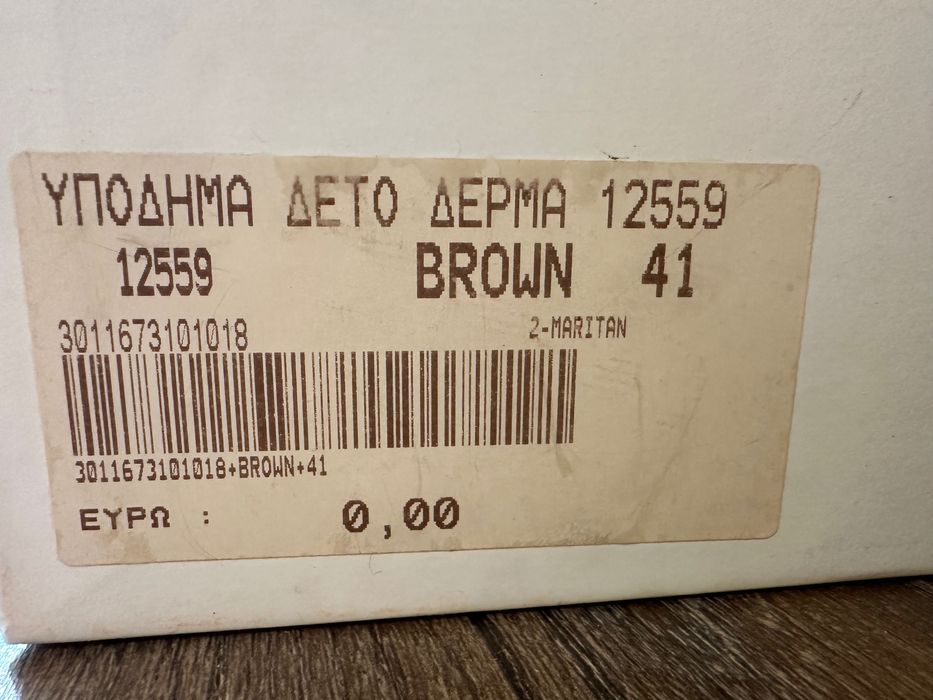 ΥΠΟΔΗΜΑ ΔΕΤΟ ΔΕΡΜΑ 12559
12559 BROWN 41
3011673101018 2-MARITAN
3011673101018+BROWN+41
ΕΥΡΩ : 0,00